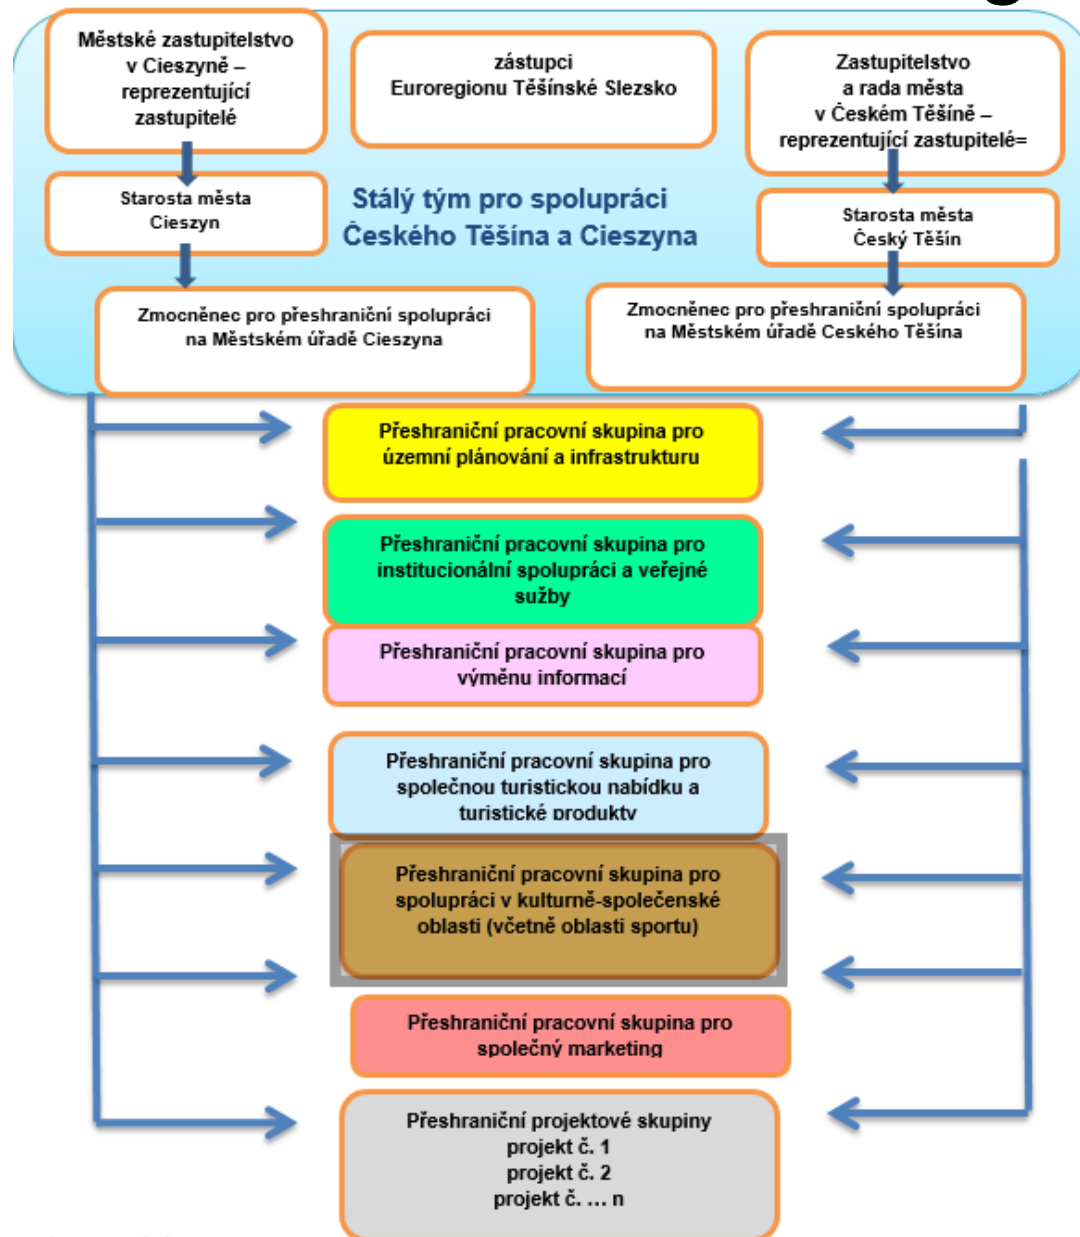 Městské zastupitelstvo
v Cieszyně –
reprezentující
zastupitelé
zástupci
Euroregionu Těšínské Slezsko
Zastupitelstvo
a rada města
v Českém Těšíně –
reprezentující zastupitelé=
Starosta města
Cieszyn
Stálý tým pro spolupráci
Českého Těšína a Cieszyna
Starosta města
Český Těšín
Zmocněnec pro přeshraniční spolupráci
na Městském úřadě Cieszyna
Zmocněnec pro přeshraniční spolupráci
na Městském úřadě Českého Těšína
Přeshraniční pracovní skupina pro
územní plánování a infrastrukturu
Přeshraniční pracovní skupina pro
institucionální spolupráci a veřejné
sužby
Přeshraniční pracovní skupina pro
výměnu informací
Přeshraniční pracovní skupina pro
společnou turistickou nabídku a
turistické produkty
Přeshraniční pracovní skupina pro
spolupráci v kulturně-společenské
oblasti (včetně oblasti sportu)
Přeshraniční pracovní skupina pro
společný marketing
Přeshraniční projektové skupiny
projekt č. 1
projekt č. 2
projekt č. ... n